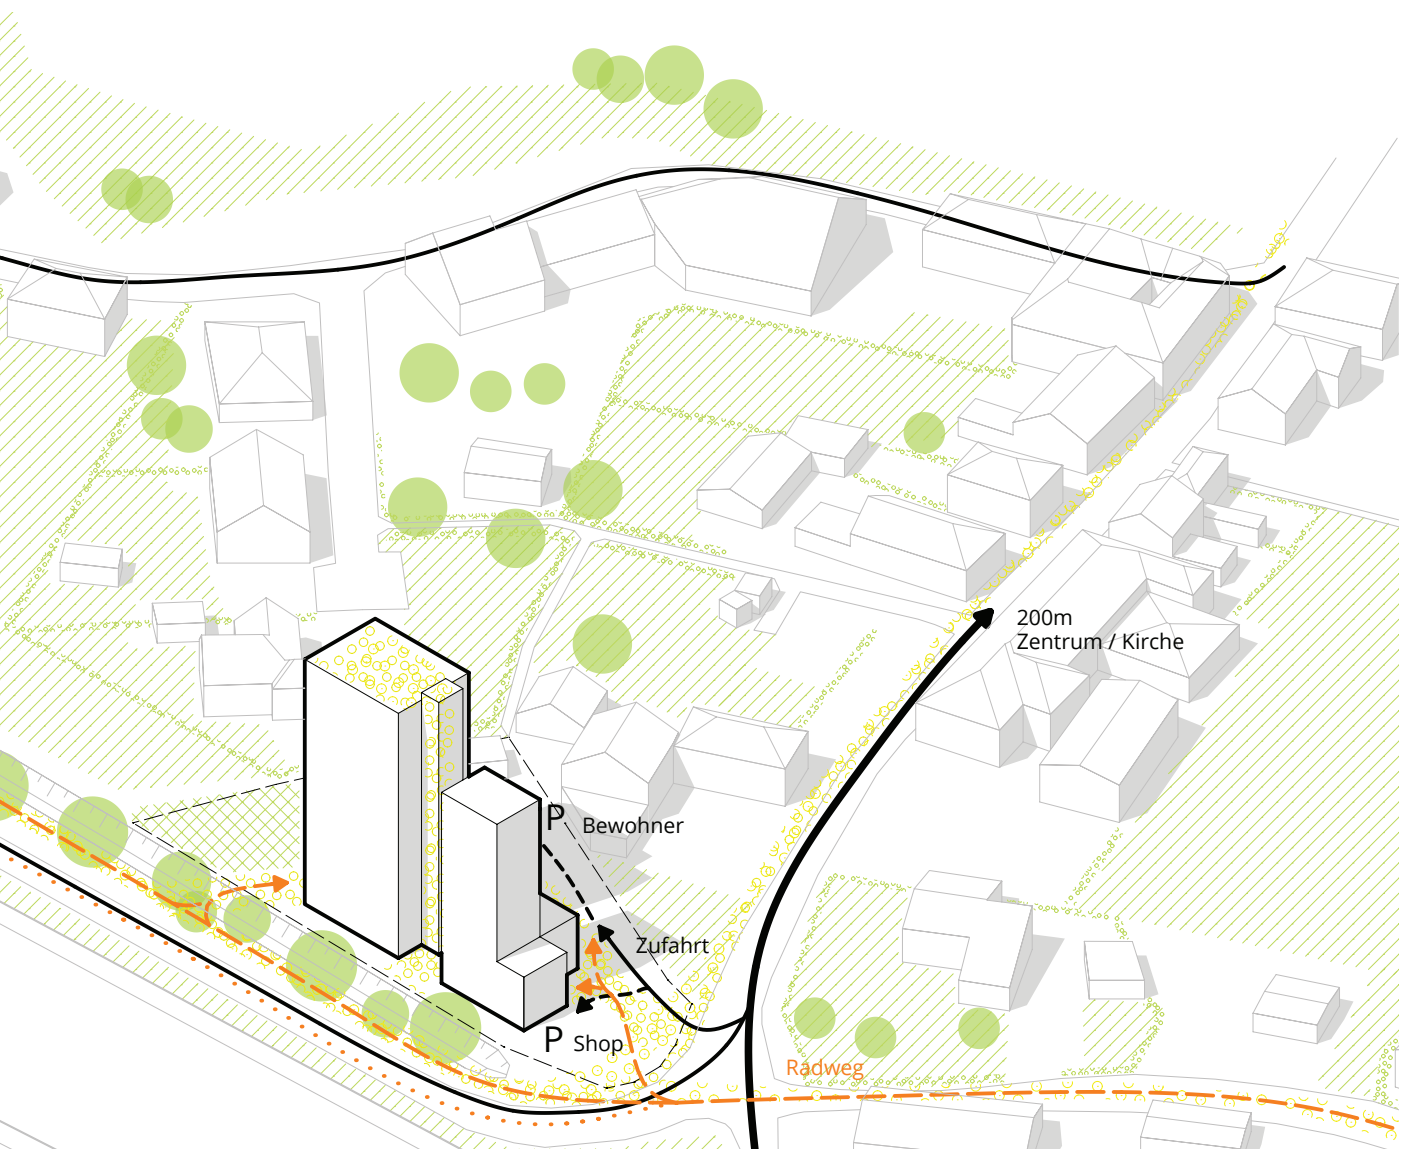 200m
Zentrum / Kirche
P Bewohner
Zufahrt
P Shop
Radweg